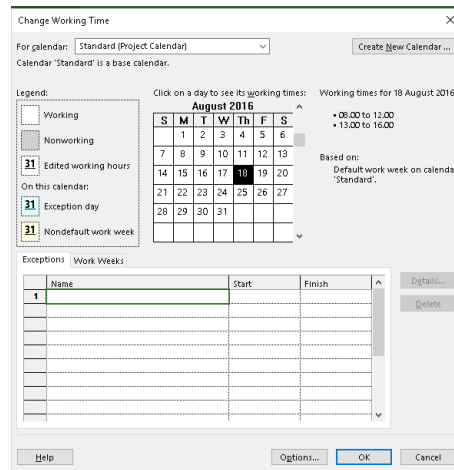 Change Working Time
For calendar: Standard (Project Calendar)
Create New Calendar ...
Calendar 'Standard' is a base calendar.
Legend:
Working
Nonworking
31 Edited working hours
On this calendar:
31 Exception day
31 Nondefault work week
Click on a day to see its working times:
August 2016
S M T W Th F S
1 2 3 4 5 6
7 8 9 10 11 12 13
14 15 16 17 18 19 20
21 22 23 24 25 26 27
28 29 30 31
Working times for 18 August 2016
• 08.00 to 12.00
• 13.00 to 16.00
Based on:
Default work week on calenda
'Standard'.
Exceptions Work Weeks
Name Start Finish
1
Details...
Delete
Help
Options... OK Cancel